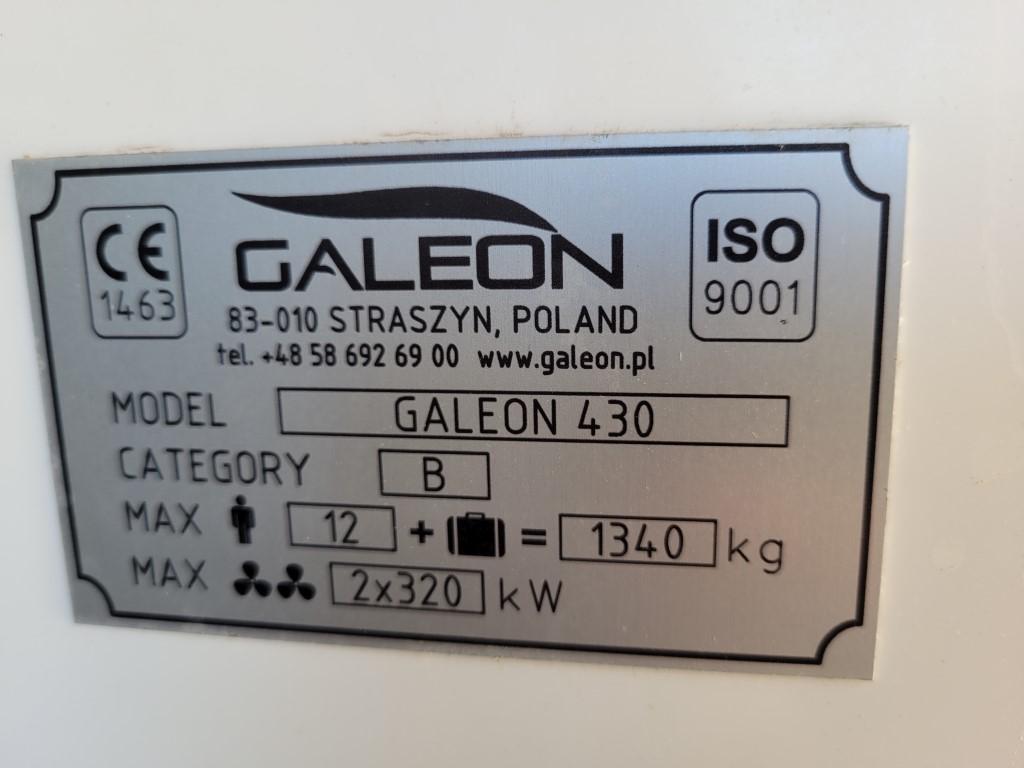 CE
1463
GALEON
83-010 STRASZYN, POLAND
tel. +48 58 692 69 00 www.galeon.pl
ISO
9001
MODEL GALEON 430
CATEGORY B
MAX 12 + = 1340 kg
MAX 2x320 kW